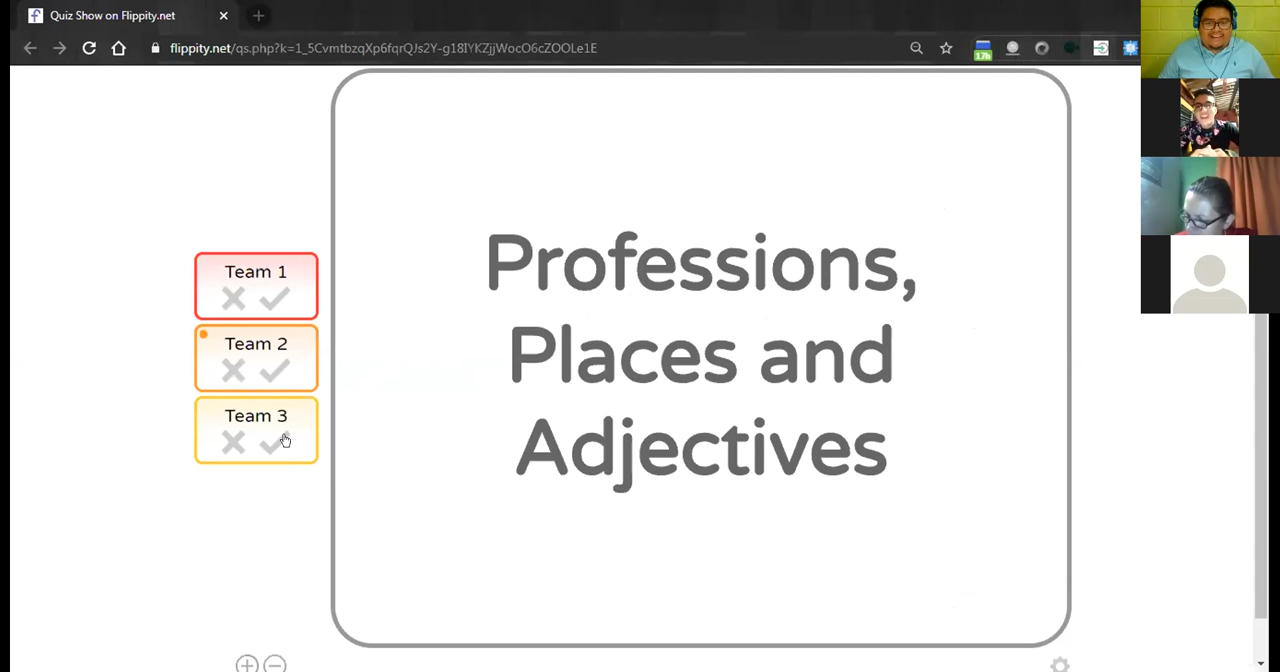 Quiz Show on Flippity.net
flippity.net/qs.php?k=1_5CvmtbzqXp6fqrQJs2Y-g18IYKZjjWocO6cZOOLe1E
17h
Professions,
Places and
Adjectives
Team 1
Team 2
Team 3